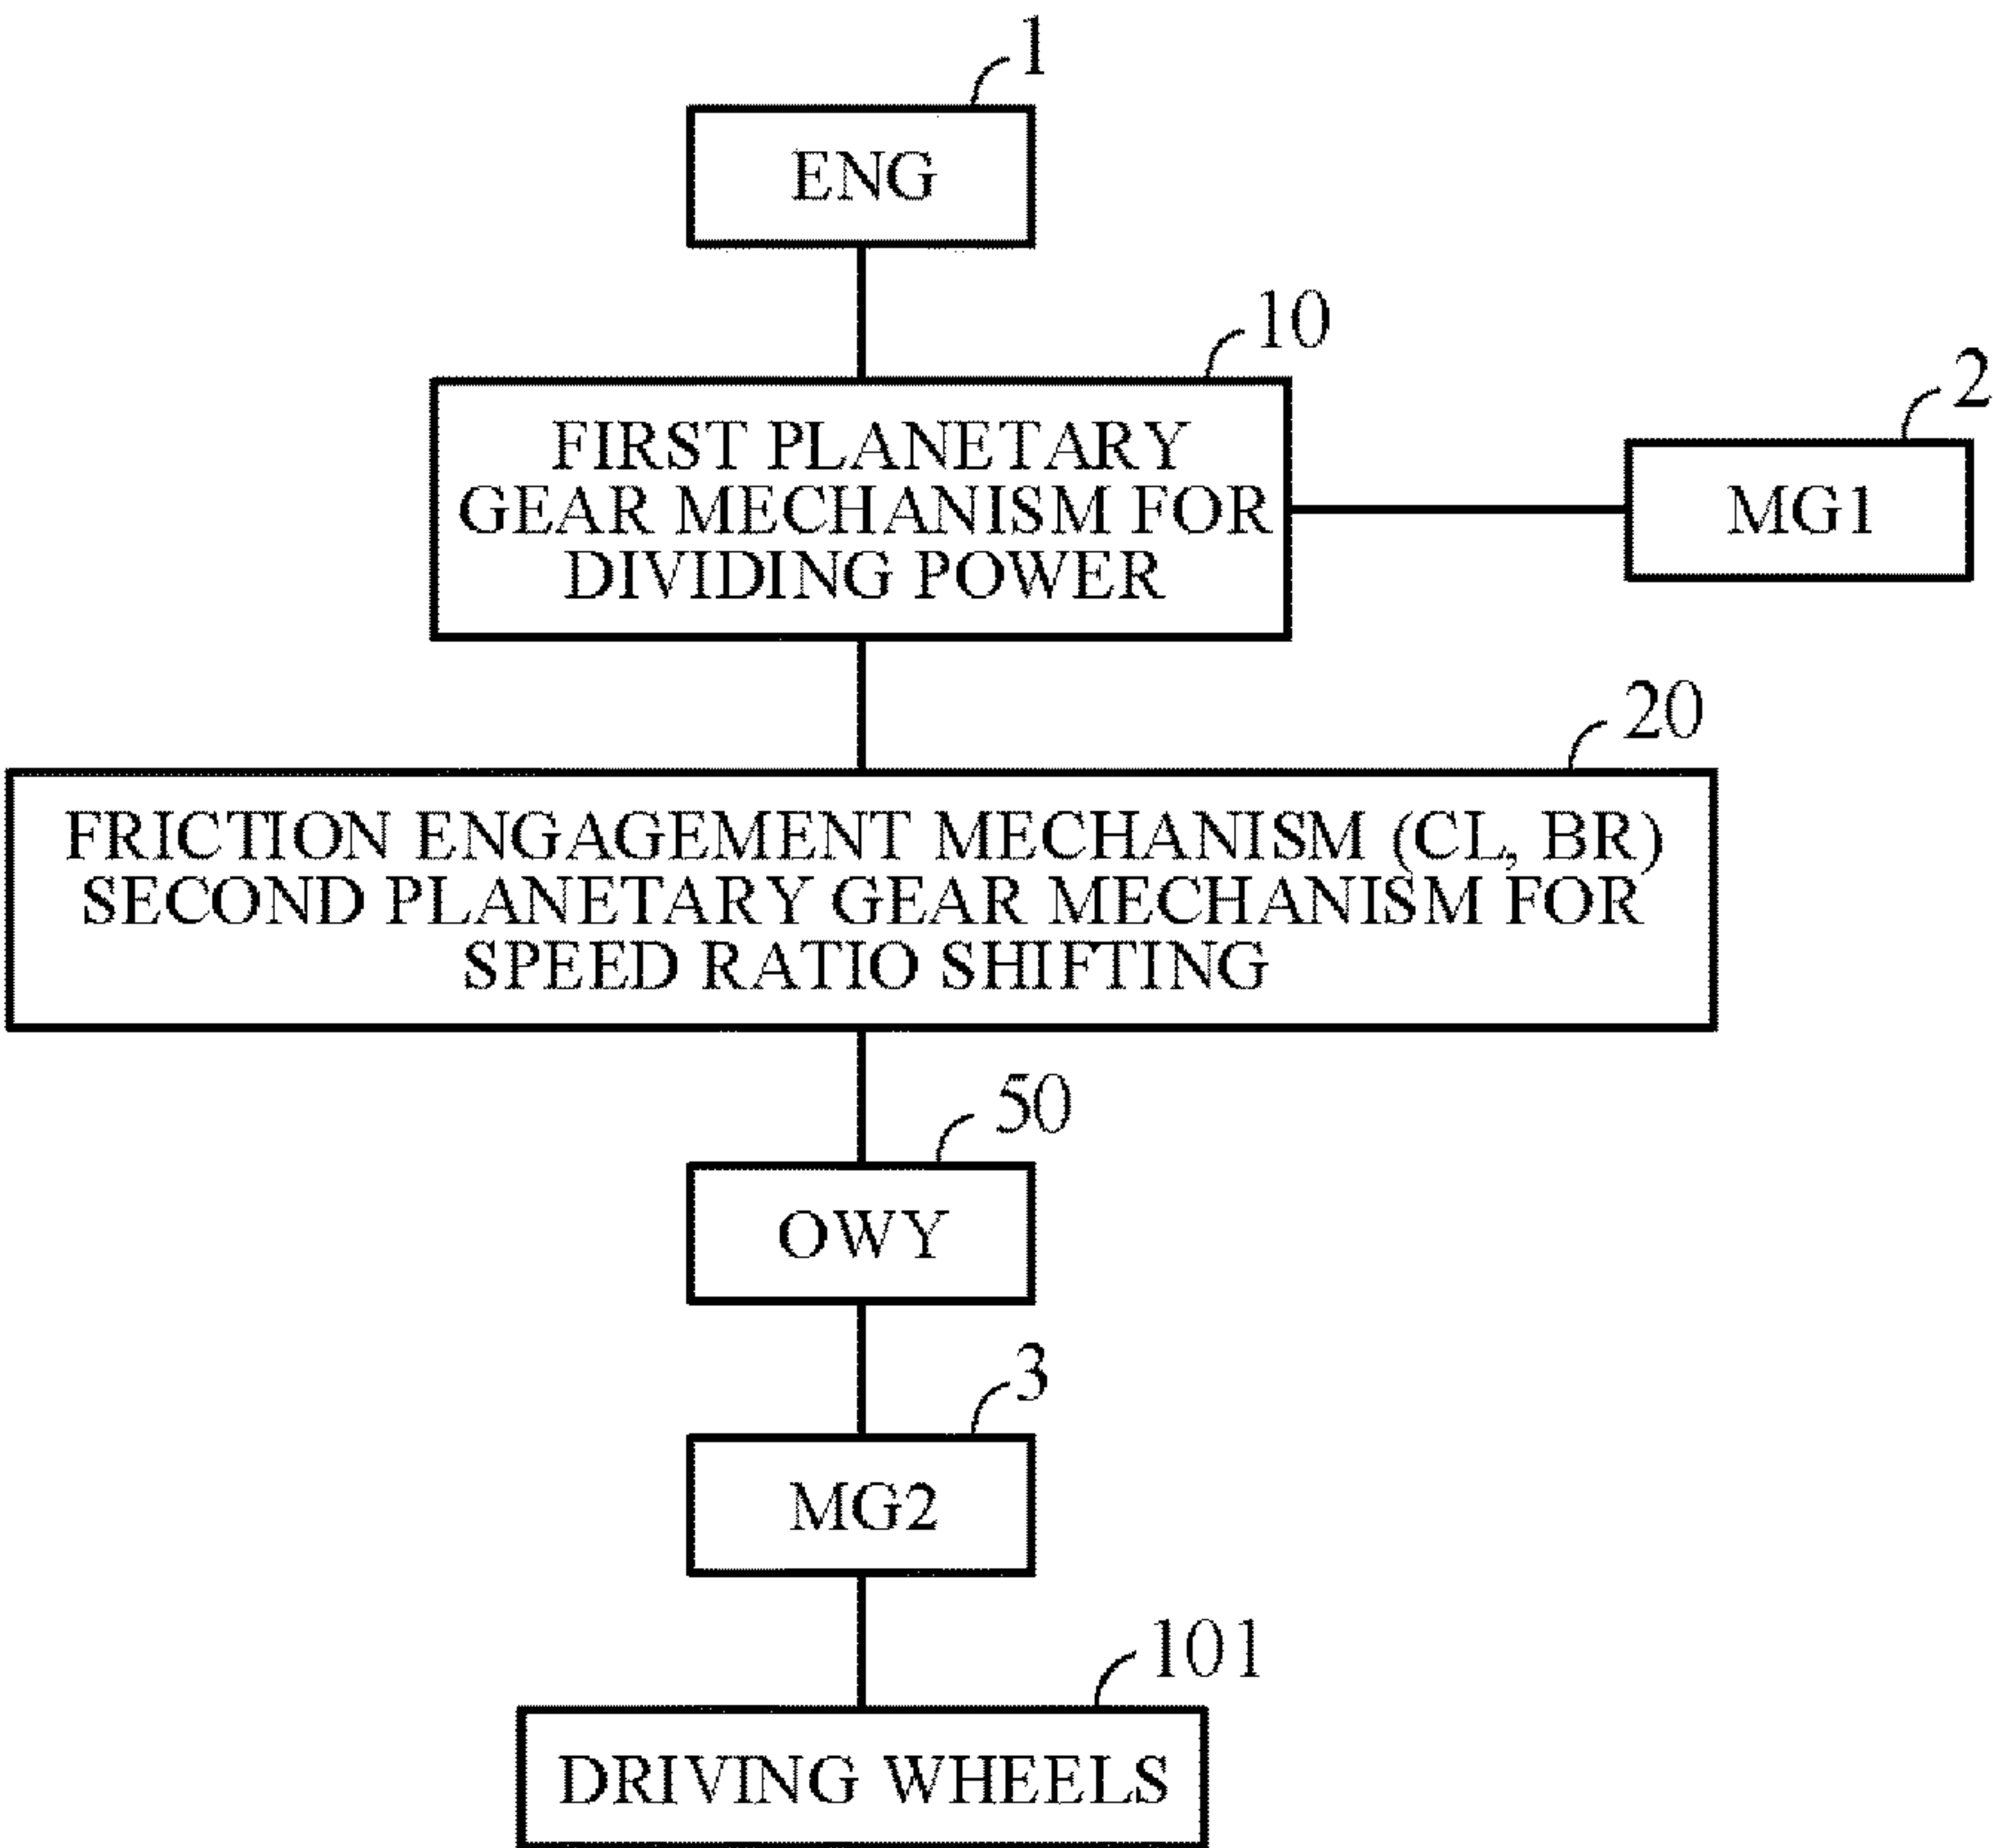 1
ENG
10
FIRST PLANETARY
GEAR MECHANISM FOR
DIVIDING POWER
2
MG1
20
FRICTION ENGAGEMENT MECHANISM (CL, BR)
SECOND PLANETARY GEAR MECHANISM FOR
SPEED RATIO SHIFTING
50
OWY
3
MG2
101
DRIVING WHEELS